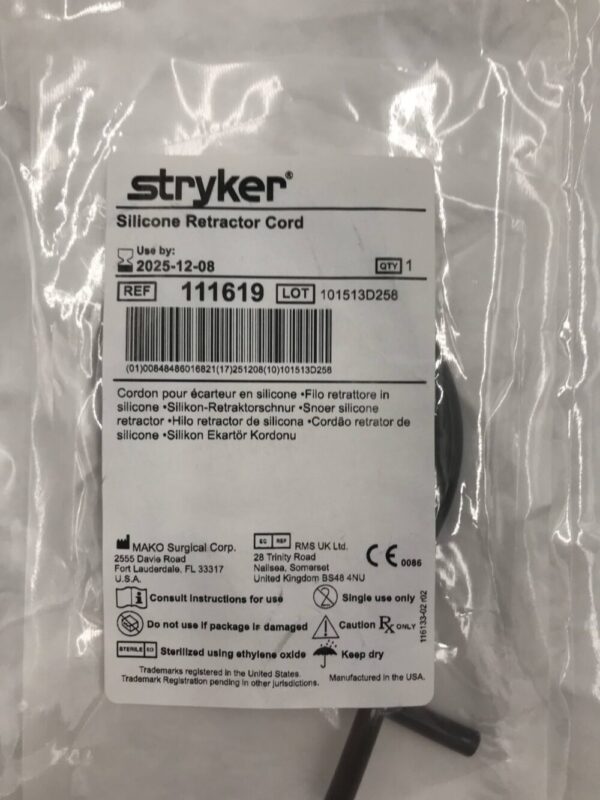 stryker®
Silicone Retractor Cord
Use by:
2025-12-08
QTY 1
REF 111619 LOT 101513D258
(01)00848486016821(17)251208(10)101513D258
Cordon pour écarteur en silicone •Filo retrattore in
silicone •Silikon-Retraktorschnur •Snoer silicone
retractor •Hilo retractor de silicona •Cordão retrator de
silicone •Silikon Ekartör Kordonu
MAKO Surgical Corp.
2555 Davie Road
Fort Lauderdale, FL 33317
U.S.A.
EC REP RMS UK Ltd.
28 Trinity Road
Nailsea, Somerset
United Kingdom BS48 4NU
CE 0086
Consult instructions for use
Single use only
Do not use if package is damaged
Caution Rx ONLY
STERILE EO Sterilized using ethylene oxide
Keep dry
Trademarks registered in the United States.
Trademark Registration pending in other jurisdictions.
Manufactured in the USA.
116133-02 r02